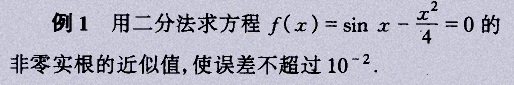 例1 用二分法求方程 f(x) = sin x − x²/4 = 0 的
非零实根的近似值,使误差不超过 10⁻².